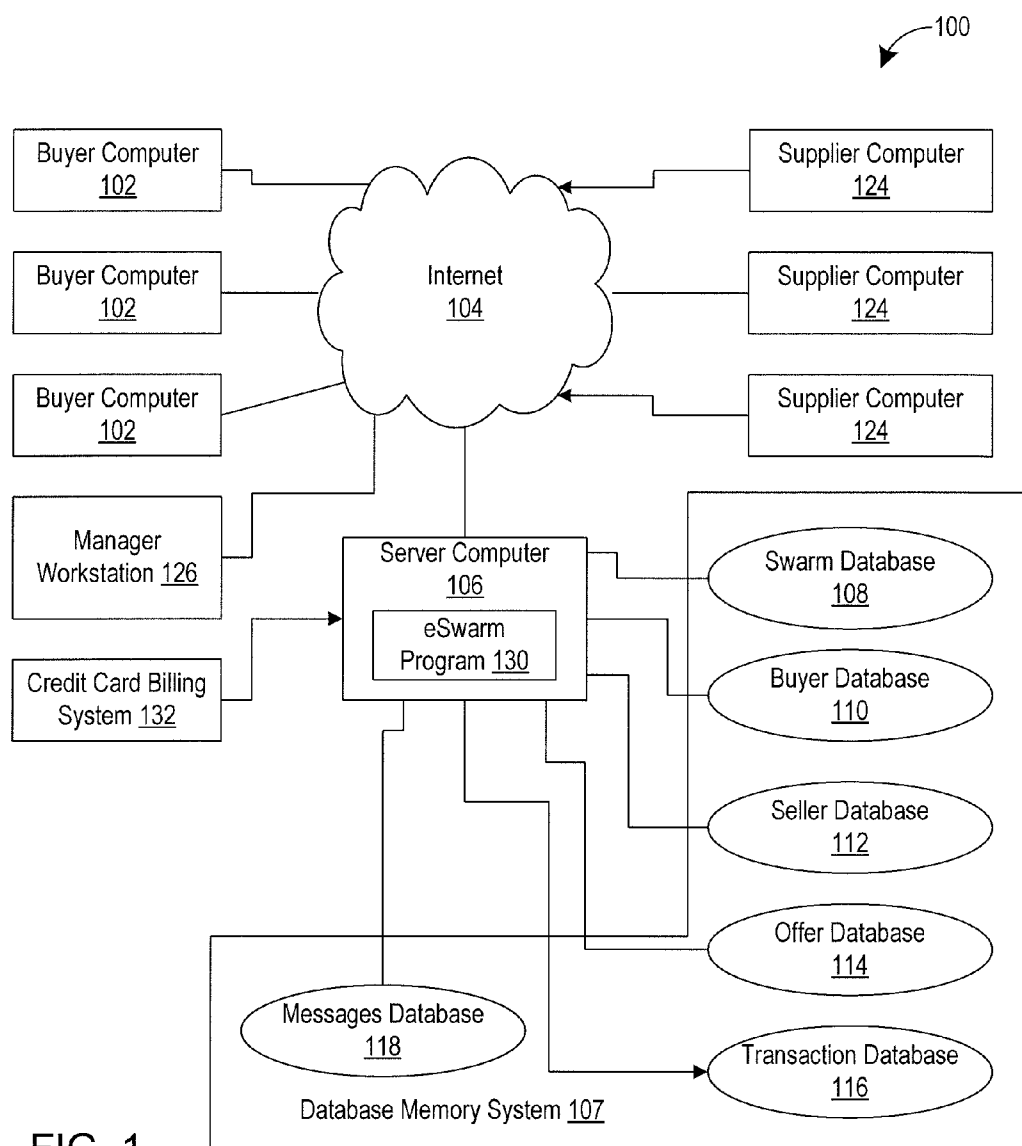 100
Buyer Computer
102
Supplier Computer
124
Buyer Computer
102
Internet
104
Supplier Computer
124
Buyer Computer
102
Supplier Computer
124
Manager
Workstation 126
Server Computer
106
eSwarm
Program 130
Swarm Database
108
Credit Card Billing
System 132
Buyer Database
110
Seller Database
112
Offer Database
114
Messages Database
118
Transaction Database
116
Database Memory System 107
FIG. 1